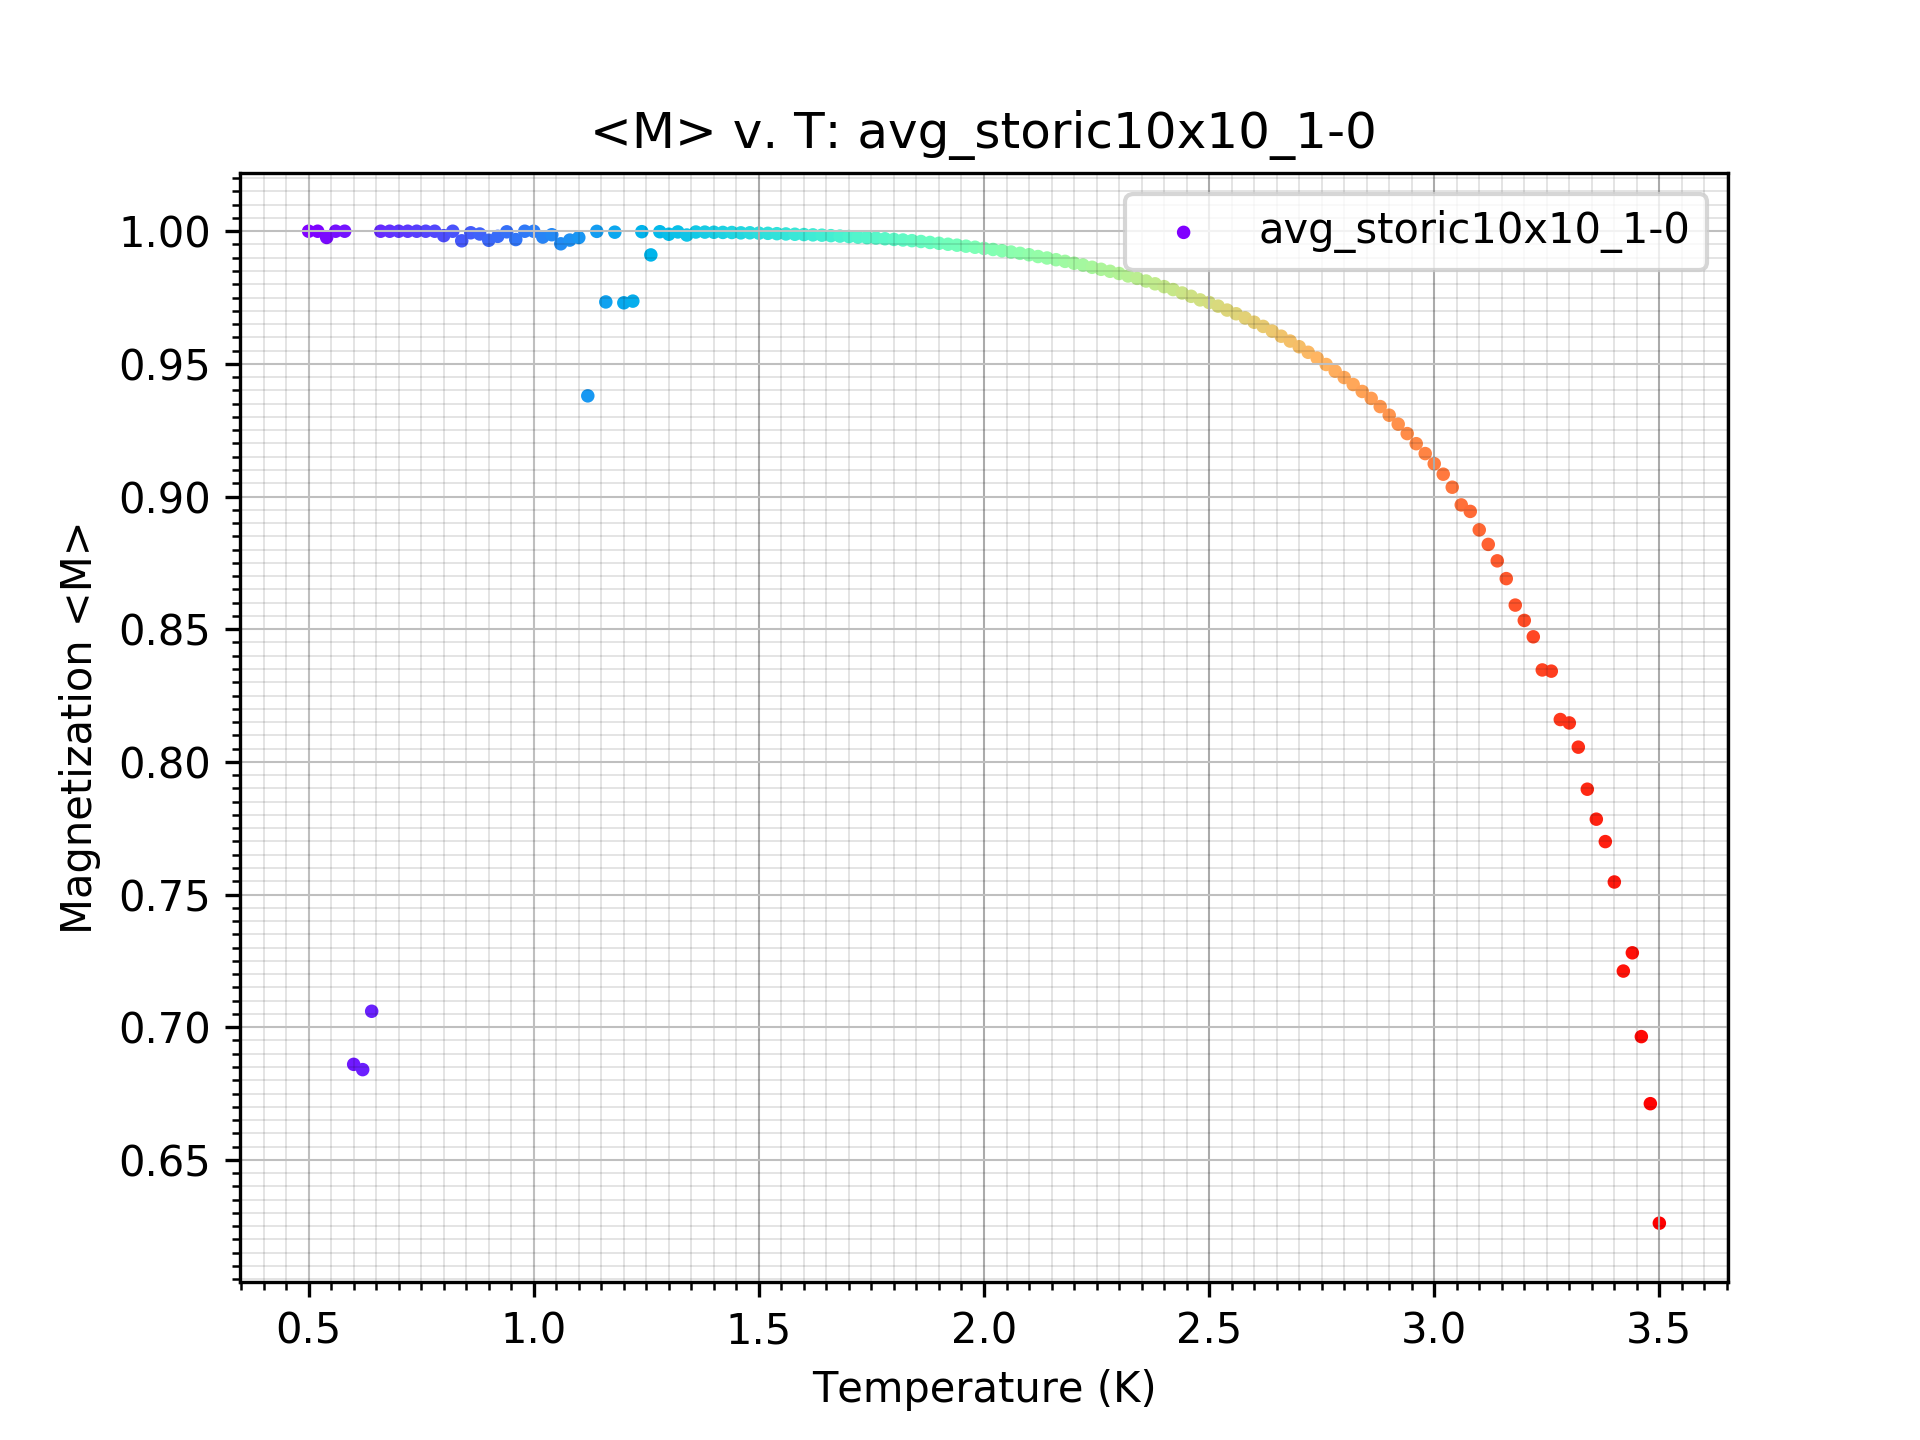 <M> v. T: avg_storic10x10_1-0
avg_storic10x10_1-0
Magnetization <M>
1.00
0.95
0.90
0.85
0.80
0.75
0.70
0.65
0.5 1.0 1.5 2.0 2.5 3.0 3.5
Temperature (K)